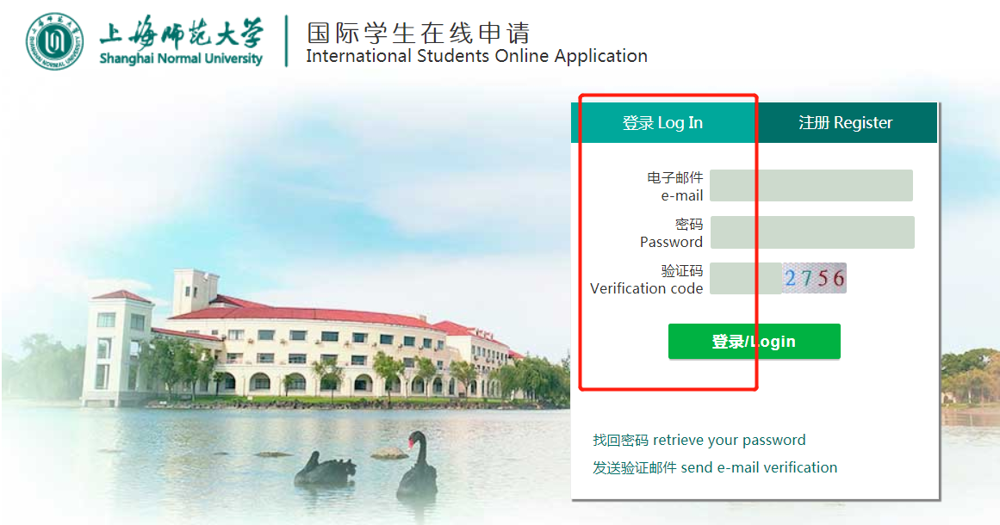 上海师范大学
Shanghai Normal University
国际学生在线申请
International Students Online Application
登录 Log In
注册 Register
电子邮件
e-mail
密码
Password
验证码
Verification code
2756
登录/Login
找回密码 retrieve your password
发送验证邮件 send e-mail verification